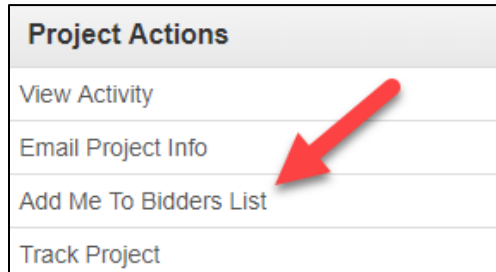 Project Actions
View Activity
Email Project Info
Add Me To Bidders List
Track Project